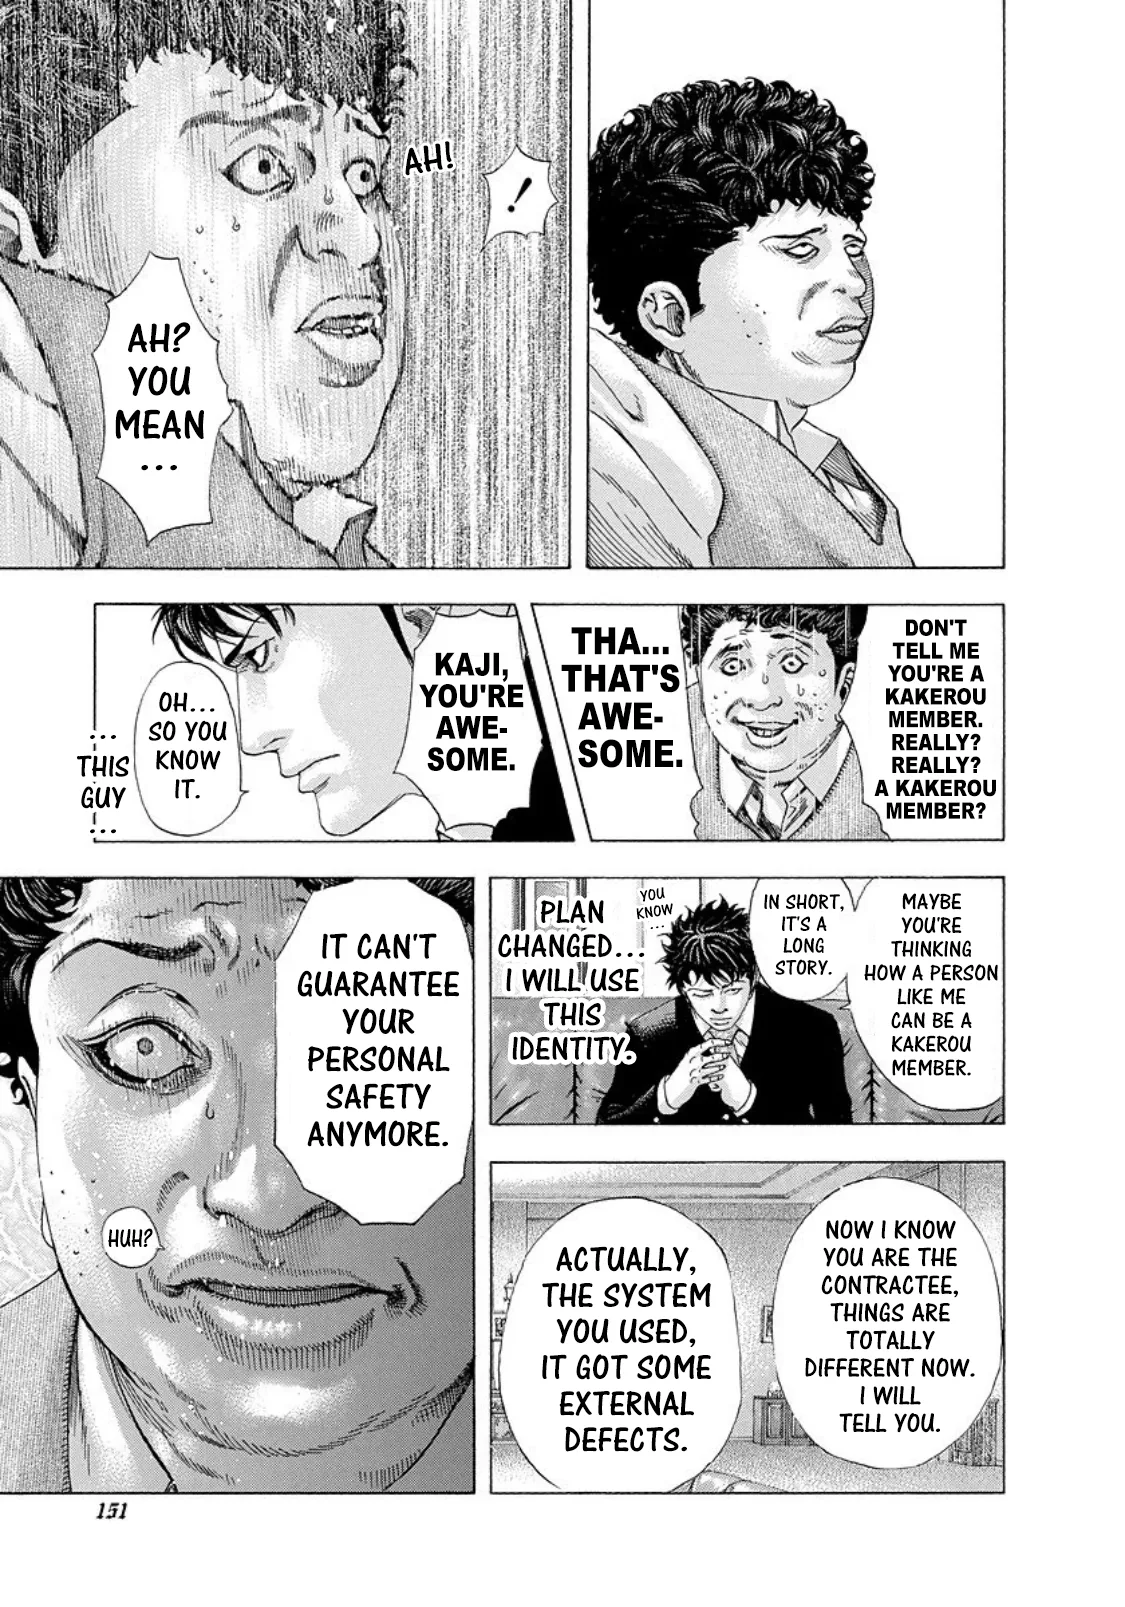 !
AH!
AH?
YOU
MEAN
...
DON'T
TELL ME
YOU'RE A
KAKEROU
MEMBER.
REALLY?
REALLY?
A KAKEROU
MEMBER?
THA...
THAT'S
AWE-
SOME.
KAJI,
YOU'RE
AWE-
SOME.
OH...
SO YOU
KNOW
IT.
...
THIS
GUY
...
MAYBE
YOU'RE
THINKING
HOW A PERSON
LIKE ME
CAN BE A
KAKEROU
MEMBER.
IN SHORT,
IT'S A
LONG
STORY.
YOU
KNOW
...
PLAN
CHANGED...
I WILL USE
THIS
IDENTITY.
NOW I KNOW
YOU ARE THE
CONTRACTEE,
THINGS ARE
TOTALLY
DIFFERENT NOW.
I WILL
TELL YOU.
ACTUALLY,
THE SYSTEM
YOU USED,
IT GOT SOME
EXTERNAL
DEFECTS.
IT CAN'T
GUARANTEE
YOUR
PERSONAL
SAFETY
ANYMORE.
HUH?
151